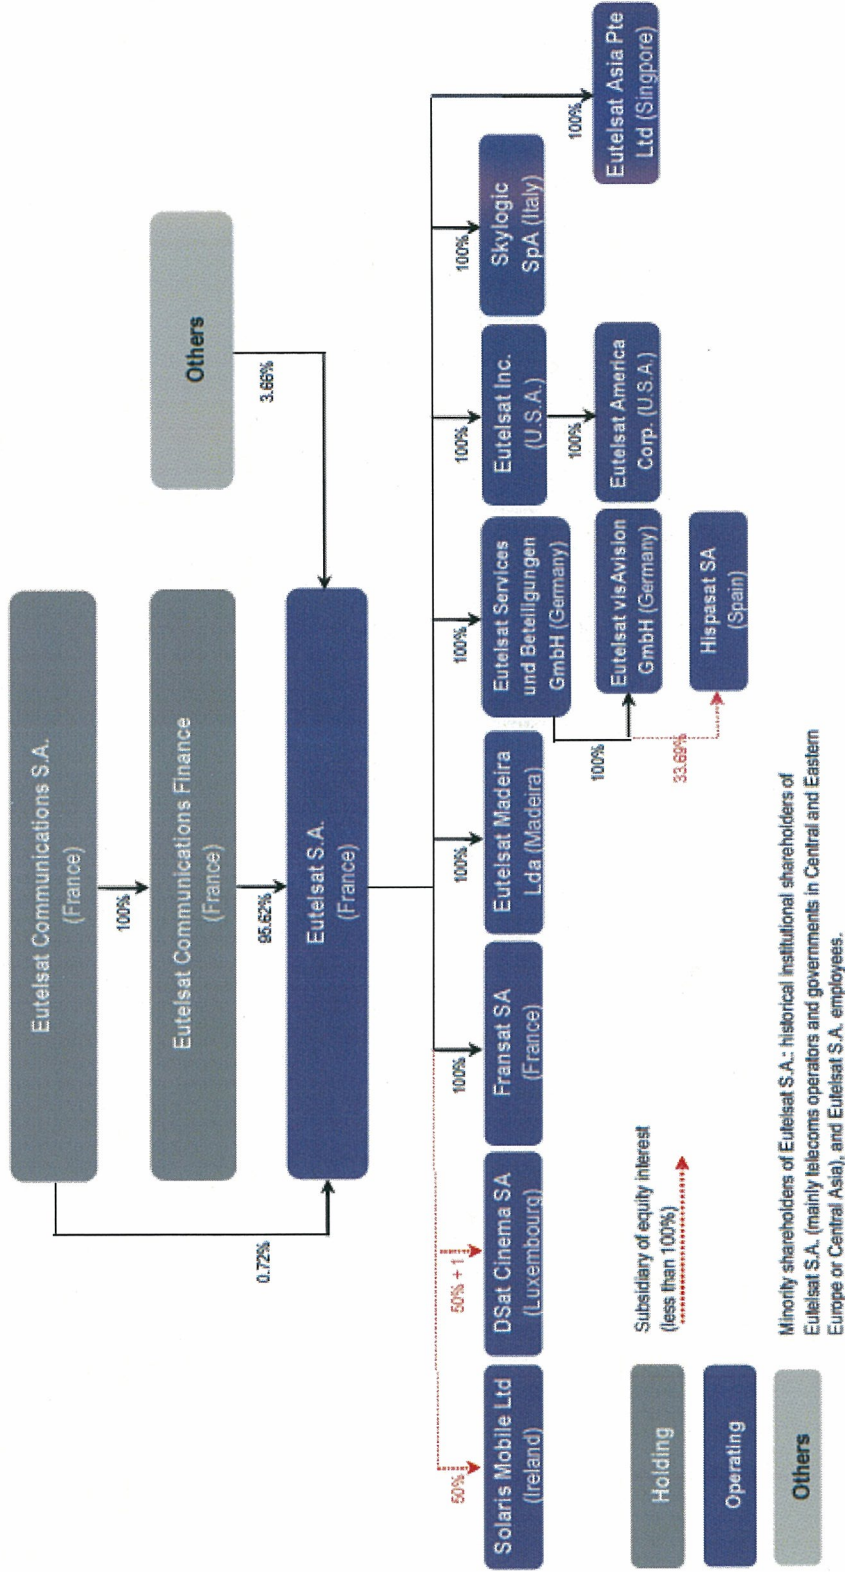 Eutelsat Communications S.A.
(France)
100%
Eutelsat Communications Finance
(France)
Others
0.72%
95.62%
3.66%
Eutelsat S.A.
(France)
50%
50% + 1
100%
100%
100%
100%
100%
Solaris Mobile Ltd
(Ireland)
DSat Cinema SA
(Luxembourg)
Fransat SA
(France)
Eutelsat Madeira
Lda (Madeira)
Eutelsat Services
und Beteiligungen
GmbH (Germany)
Eutelsat Inc.
(U.S.A.)
Skylogic
SpA (Italy)
100%
100%
100%
Eutelsat visAvision
GmbH (Germany)
Eutelsat America
Corp. (U.S.A.)
Eutelsat Asia Pte
Ltd (Singpore)
33.69%
Hispasat SA
(Spain)
Holding
Subsidiary of equity interest
(less than 100%)
Operating
Others
Minority shareholders of Eutelsat S.A.: historical institutional shareholders of
Eutelsat S.A. (mainly telecoms operators and governments in Central and Eastern
Europe or Central Asia), and Eutelsat S.A. employees.